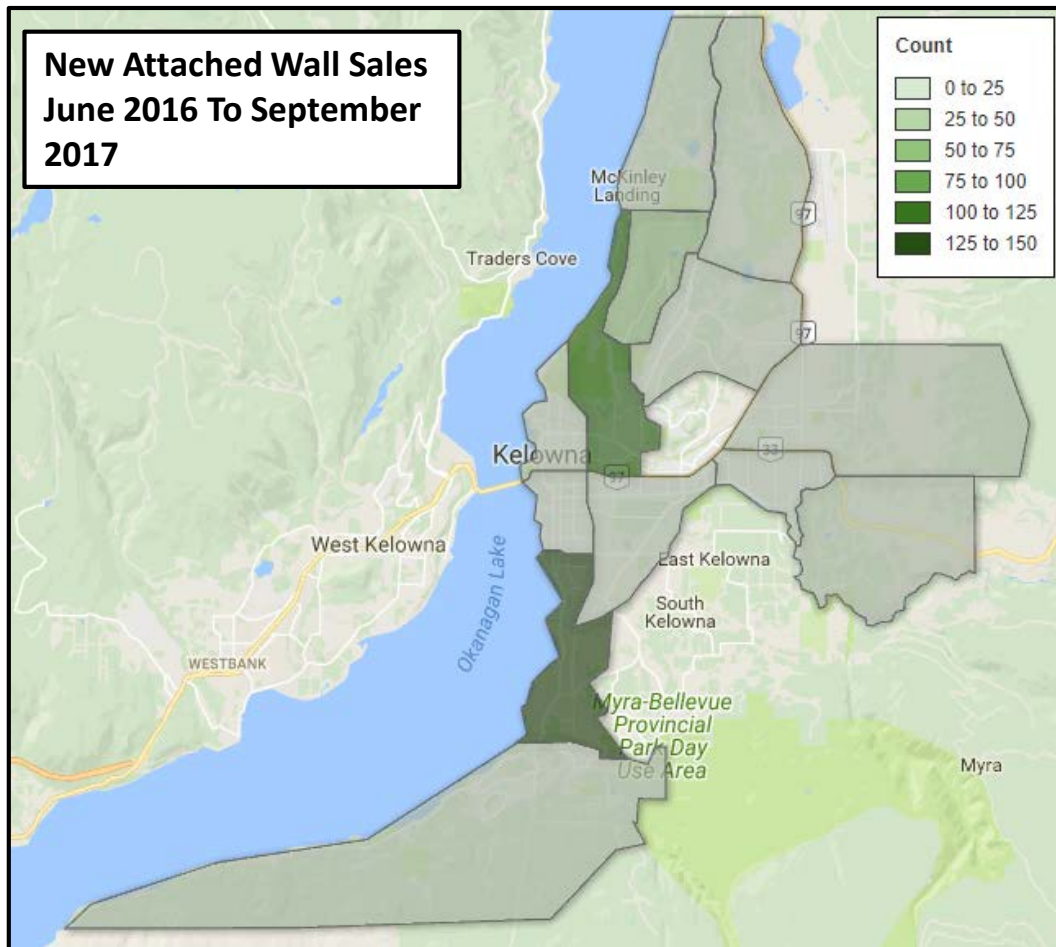 New Attached Wall Sales
June 2016 To September
2017
Count
0 to 25
25 to 50
50 to 75
75 to 100
100 to 125
125 to 150
McKinley
Landing
97
Traders Cove
97
Kelowna
33
97
West Kelowna
East Kelowna
Okanagan Lake
South
Kelowna
WESTBANK
Myra-Bellevue
Provincial
Park Day
Use Area
Myra